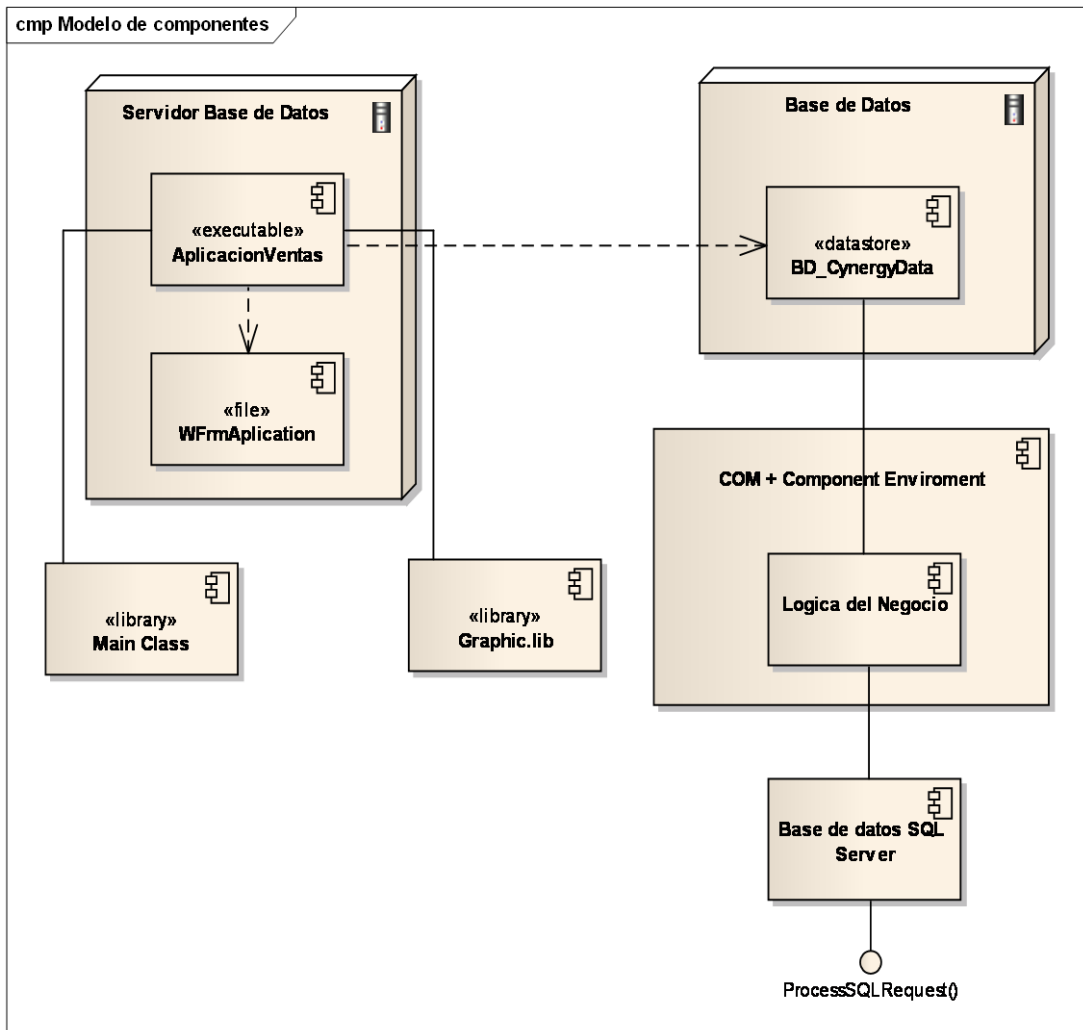 cmp Modelo de componentes
Servidor Base de Datos
«executable»
AplicacionVentas
«file»
WFrmAplication
«library»
Main Class
«library»
Graphic.lib
Base de Datos
«datastore»
BD_CynergyData
COM + Component Enviroment
Logica del Negocio
Base de datos SQL
Server
ProcessSQLRequest()